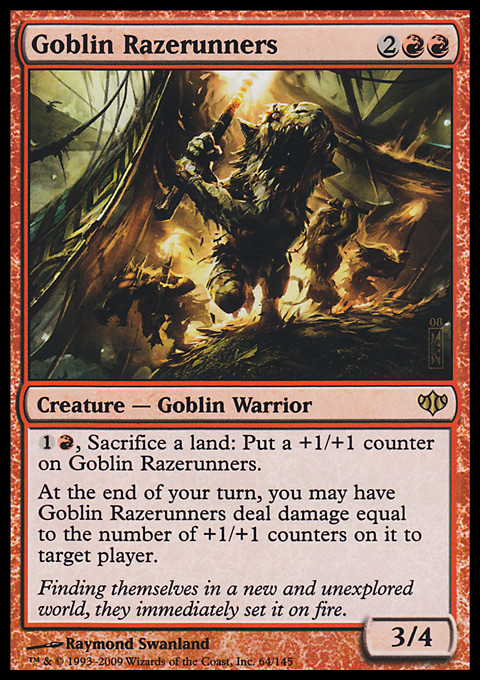 Goblin Razerunners 2
Creature — Goblin Warrior
1, Sacrifice a land: Put a +1/+1 counter
on Goblin Razerunners.
At the end of your turn, you may have
Goblin Razerunners deal damage equal
to the number of +1/+1 counters on it to
target player.
Finding themselves in a new and unexplored
world, they immediately set it on fire.
Raymond Swanland
3/4
™ & © 1993–2009 Wizards of the Coast, Inc. 64/145